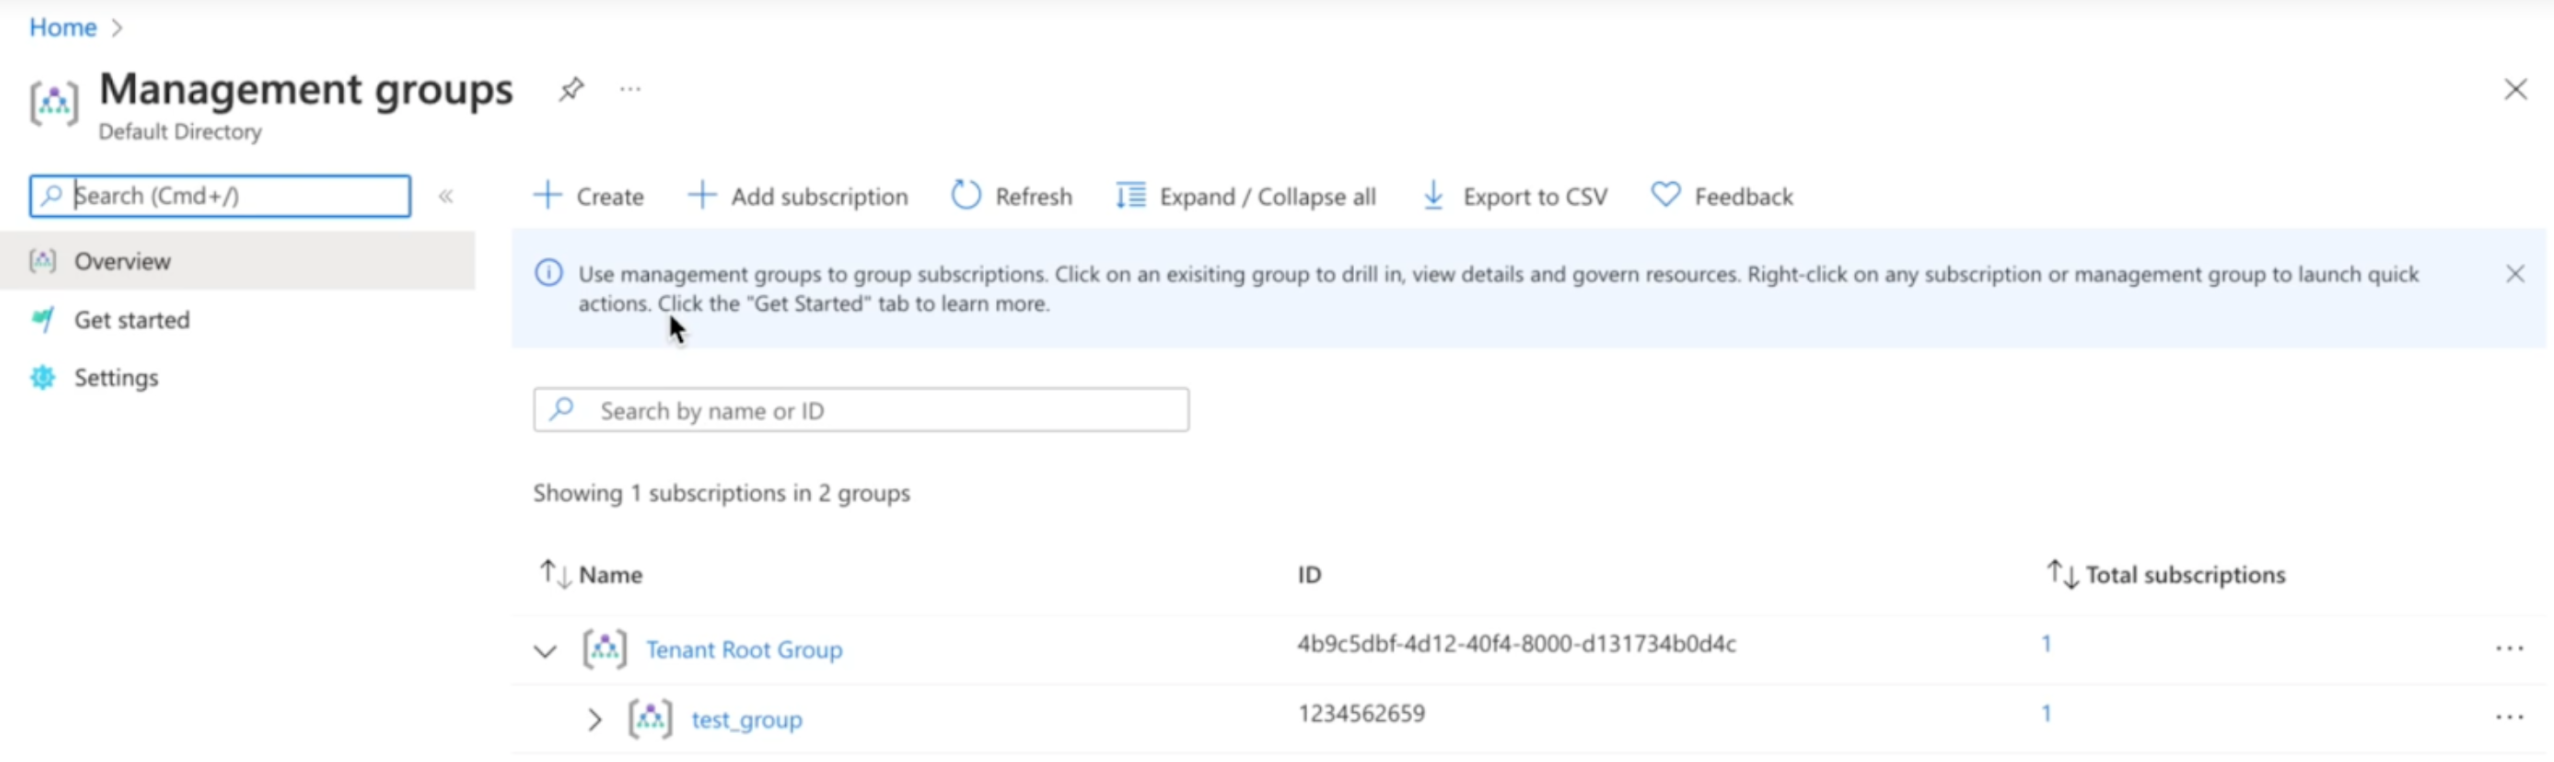 Home >
Management groups ...
Default Directory
Search (Cmd+/) «
Create
Add subscription
Refresh
Expand / Collapse all
Export to CSV
Feedback
Overview
Get started
Settings
Use management groups to group subscriptions. Click on an exisiting group to drill in, view details and govern resources. Right-click on any subscription or management group to launch quick
actions. Click the "Get Started" tab to learn more.
Search by name or ID
Showing 1 subscriptions in 2 groups
Name ID Total subscriptions
Tenant Root Group 4b9c5dbf-4d12-40f4-8000-d131734b0d4c 1 ...
test_group 1234562659 1 ...